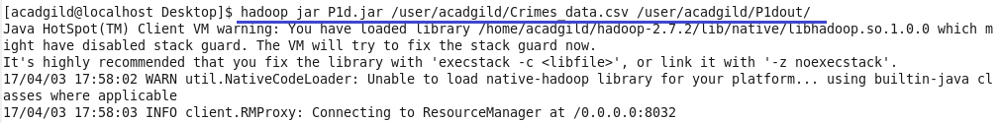 [acadgild@localhost Desktop]$ hadoop jar P1d.jar /user/acadgild/Crimes_data.csv /user/acadgild/P1dout/
Java HotSpot(TM) Client VM warning: You have loaded library /home/acadgild/hadoop-2.7.2/lib/native/libhadoop.so.1.0.0 which m
ight have disabled stack guard. The VM will try to fix the stack guard now.
It's highly recommended that you fix the library with 'execstack -c <libfile>', or link it with '-z noexecstack'.
17/04/03 17:58:02 WARN util.NativeCodeLoader: Unable to load native-hadoop library for your platform... using builtin-java cl
asses where applicable
17/04/03 17:58:03 INFO client.RMProxy: Connecting to ResourceManager at /0.0.0.0:8032